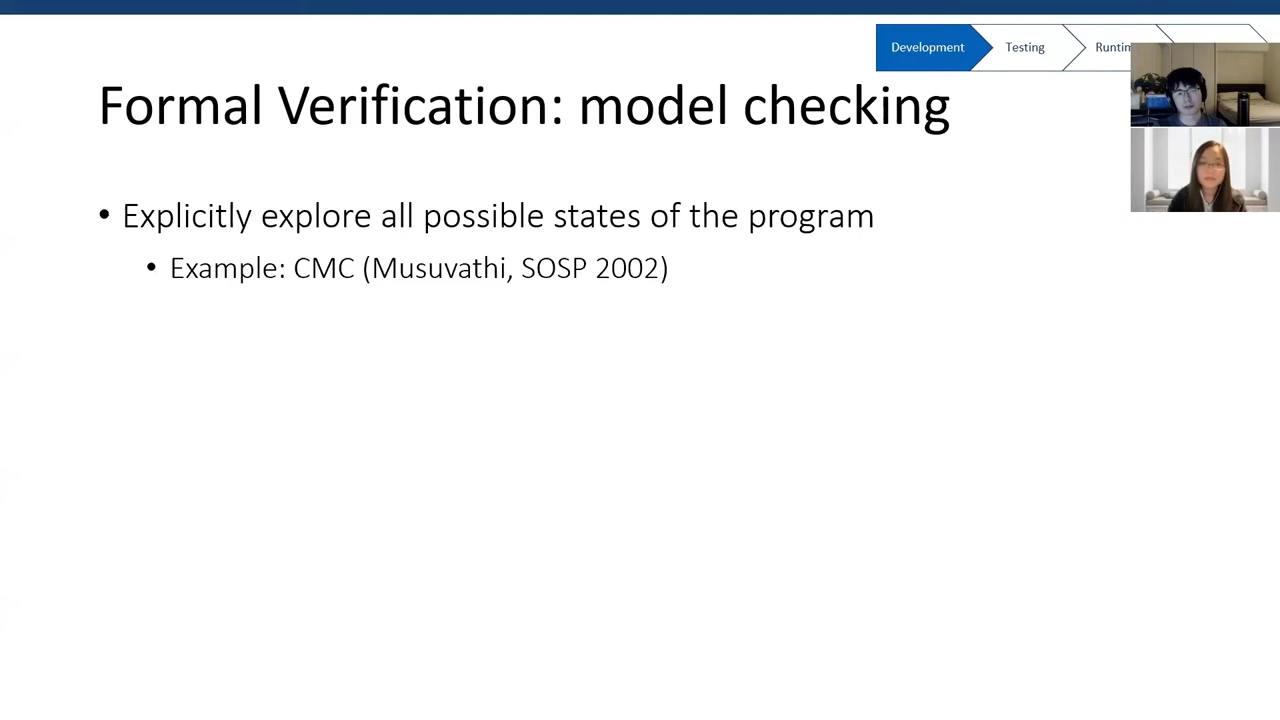 Development
Testing
Formal Verification: model checking
• Explicitly explore all possible states of the program
• Example: CMC (Musuvathi, SOSP 2002)